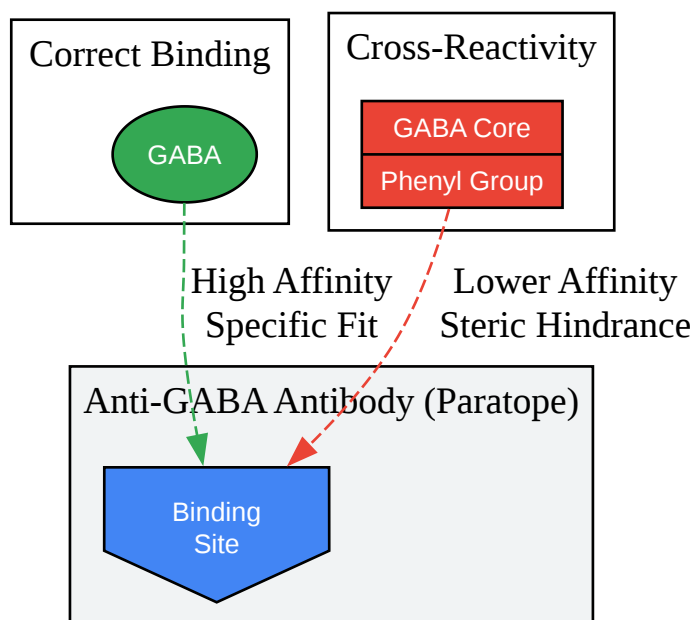 Correct Binding
GABA
Cross-Reactivity
GABA Core
Phenyl Group
High Affinity
Specific Fit
Lower Affinity
Steric Hindrance
Anti-GABA Antibody (Paratope)
Binding
Site